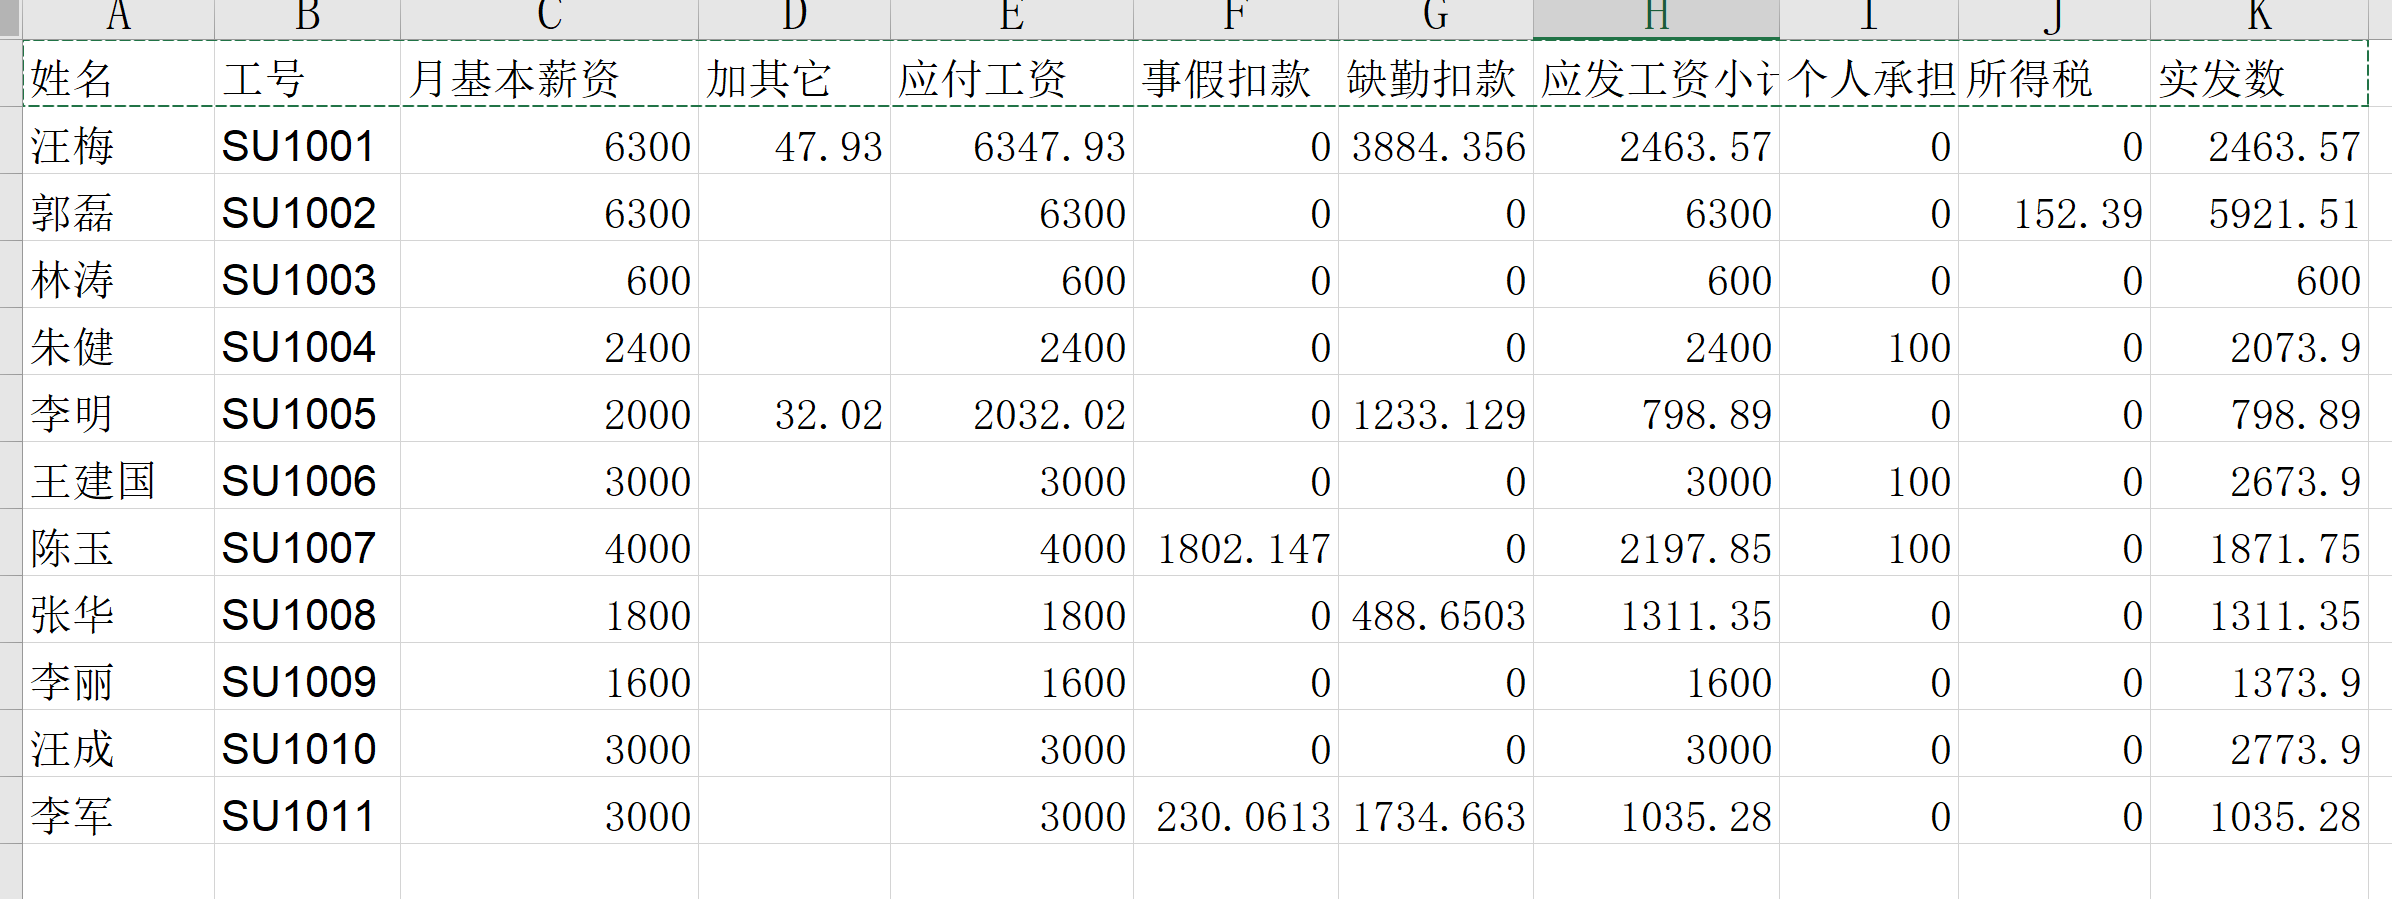 A B C D E F G H I J K
姓名 工号 月基本薪资 加其它 应付工资 事假扣款 缺勤扣款 应发工资小计 个人承担 所得税 实发数
汪梅 SU1001 6300 47.93 6347.93 0 3884.356 2463.57 0 0 2463.57
郭磊 SU1002 6300 6300 0 0 6300 0 152.39 5921.51
林涛 SU1003 600 600 0 0 600 0 0 600
朱健 SU1004 2400 2400 0 0 2400 100 0 2073.9
李明 SU1005 2000 32.02 2032.02 0 1233.129 798.89 0 0 798.89
王建国 SU1006 3000 3000 0 0 3000 100 0 2673.9
陈玉 SU1007 4000 4000 1802.147 0 2197.85 100 0 1871.75
张华 SU1008 1800 1800 0 488.6503 1311.35 0 0 1311.35
李丽 SU1009 1600 1600 0 0 1600 0 0 1373.9
汪成 SU1010 3000 3000 0 0 3000 0 0 2773.9
李军 SU1011 3000 3000 230.0613 1734.663 1035.28 0 0 1035.28